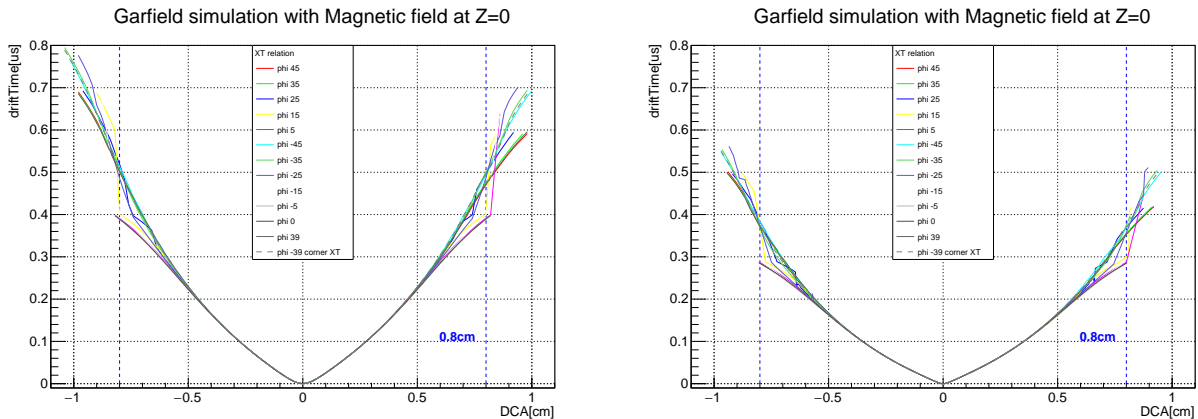 Garfield simulation with Magnetic field at Z=0
driftTime[us]
0.8
0.7
0.6
0.5
0.4
0.3
0.2
0.1
0
XT relation
phi 45
phi 35
phi 25
phi 15
phi 5
phi -45
phi -35
phi -25
phi -15
phi -5
phi 0
phi 39
phi -39 corner XT
0.8cm
−1
−0.5
0
0.5
1
DCA[cm]
Garfield simulation with Magnetic field at Z=0
driftTime[us]
0.8
0.7
0.6
0.5
0.4
0.3
0.2
0.1
0
XT relation
phi 45
phi 35
phi 25
phi 15
phi 5
phi -45
phi -35
phi -25
phi -15
phi -5
phi 0
phi 39
phi -39 corner XT
0.8cm
−1
−0.5
0
0.5
1
DCA[cm]